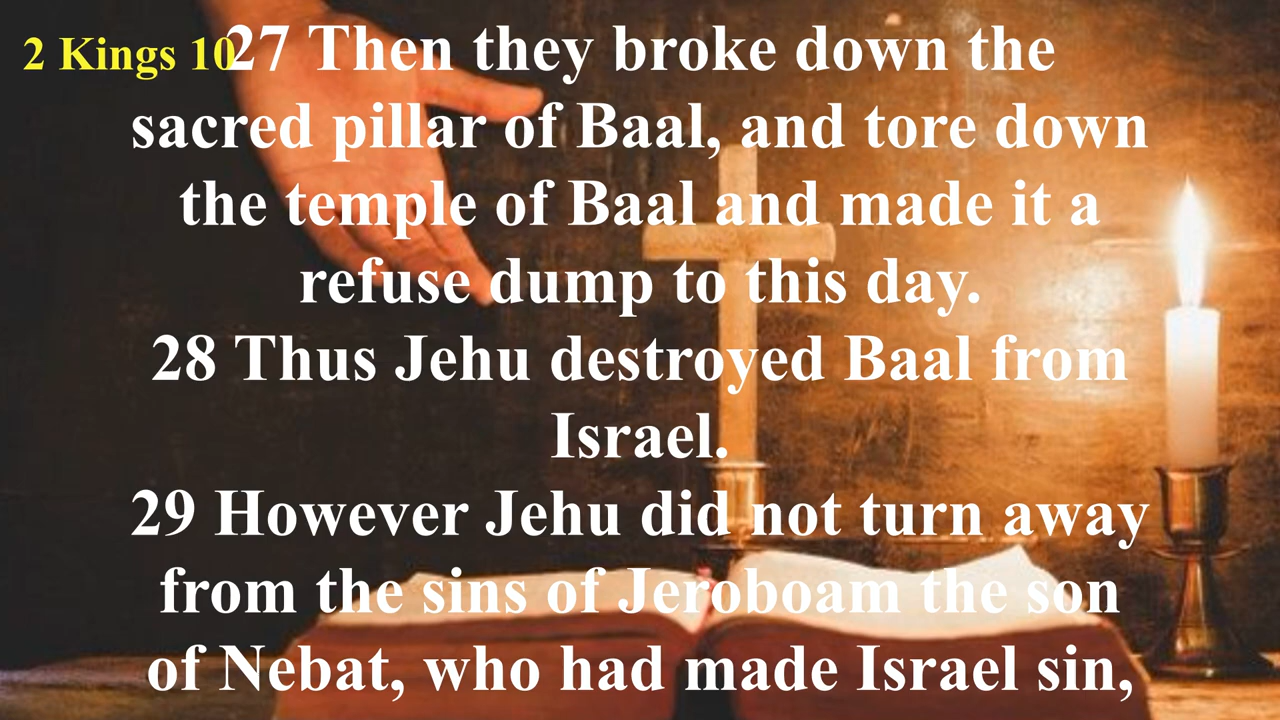 2 Kings 10
27 Then they broke down the
sacred pillar of Baal, and tore down
the temple of Baal and made it a
refuse dump to this day.
28 Thus Jehu destroyed Baal from
Israel.
29 However Jehu did not turn away
from the sins of Jeroboam the son
of Nebat, who had made Israel sin,